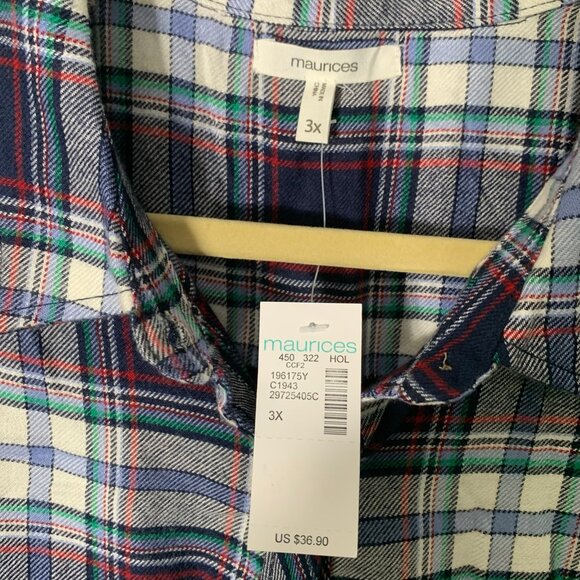 maurices
3X
maurices
450 322 HOL
CCF2
196175Y
C1943
29725405C
3X
US $36.90